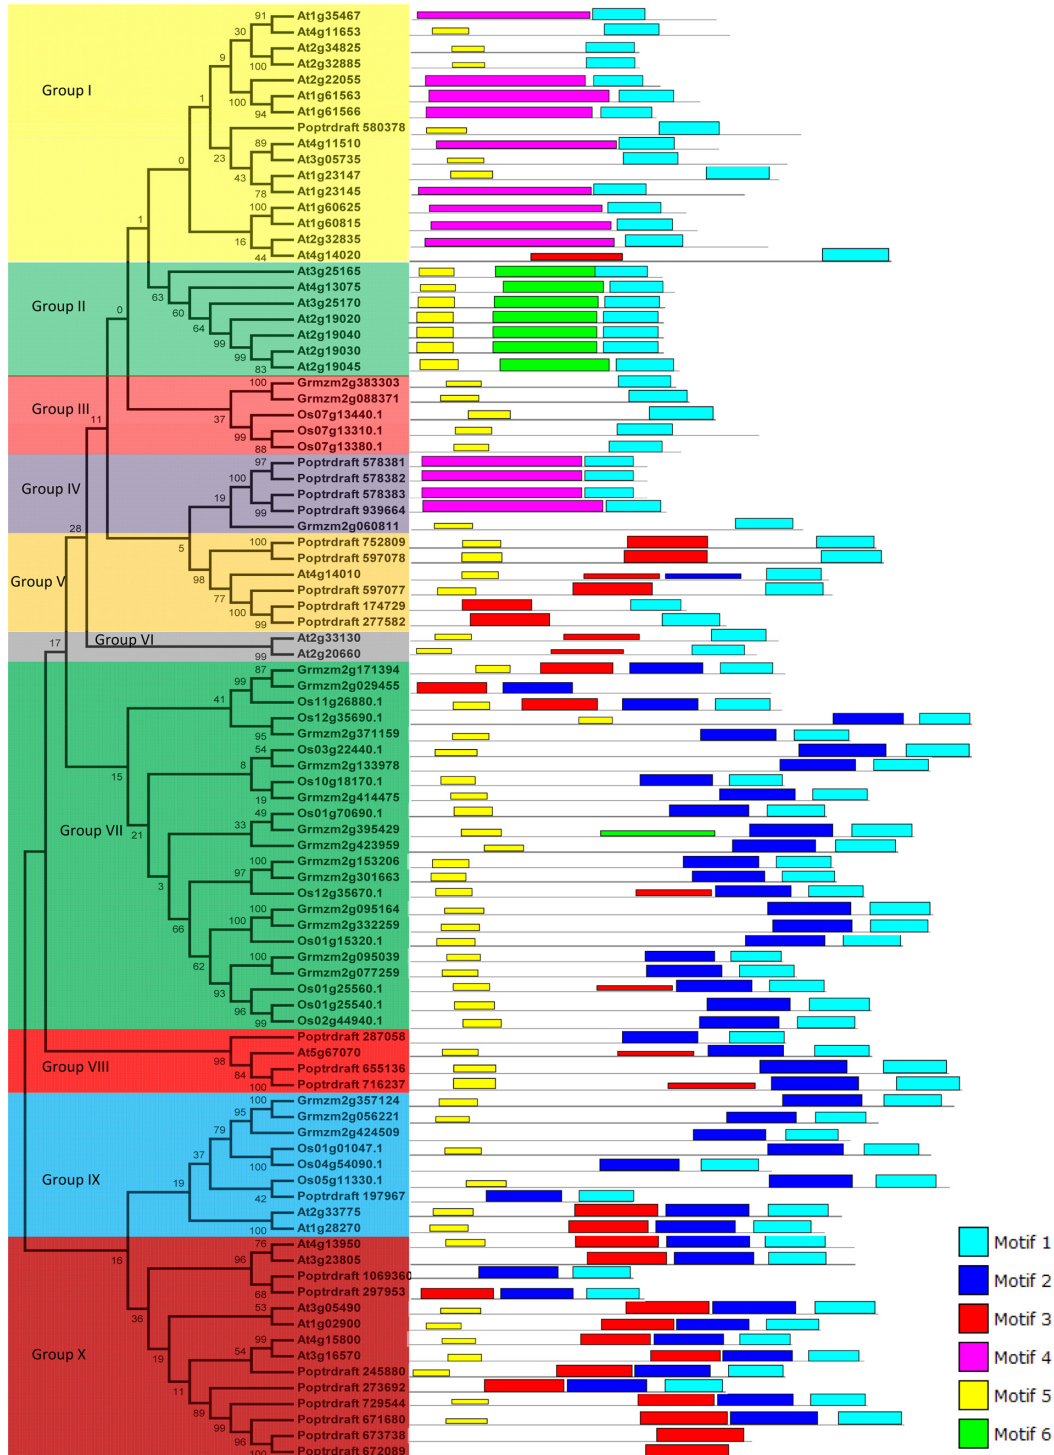 91 At1g35467
30 At4g11653
At2g34825
9
100 At2g32885
At2g22055
Group I
100 At1g61563
1
94 At1g61566
Poptrdraft 580378
89 At4g11510
23 At3g05735
0
43 At1g23147
78 At1g23145
100 At1g60625
1 At1g60815
16 At2g32835
44 At4g14020
At3g25165
63 At4g13075
Group II
0 60 At3g25170
64 At2g19020
99 At2g19040
99 At2g19030
83 At2g19045
100 Grmzm2g383303
Grmzm2g088371
Group III
11 37 Os07g13440.1
99 Os07g13310.1
88 Os07g13380.1
97 Poptrdraft 578381
100 Poptrdraft 578382
Group IV
19 Poptrdraft 578383
99 Poptrdraft 939664
28 Grmzm2g060811
5 100 Poptrdraft 752809
Poptrdraft 597078
Group V
98 At4g14010
77 Poptrdraft 597077
100 Poptrdraft 174729
99 Poptrdraft 277582
Group VI
17 At2g33130
99 At2g20660
87 Grmzm2g171394
99 Grmzm2g029455
41 Os11g26880.1
Os12g35690.1
95 Grmzm2g371159
54 Os03g22440.1
15 8 Grmzm2g133978
Os10g18170.1
19 Grmzm2g414475
49 Os01g70690.1
Group VII
21 33 Grmzm2g395429
Grmzm2g423959
100 Grmzm2g153206
3 97 Grmzm2g301663
Os12g35670.1
100 Grmzm2g095164
66 100 Grmzm2g332259
Os01g15320.1
62 100 Grmzm2g095039
Grmzm2g077259
93 Os01g25560.1
96 Os01g25540.1
99 Os02g44940.1
Poptrdraft 287058
98 At5g67070
Group VIII
84 Poptrdraft 655136
100 Poptrdraft 716237
100 Grmzm2g357124
95 Grmzm2g056221
79 Grmzm2g424509
37 Os01g01047.1
100 Os04g54090.1
Group IX
19 Os05g11330.1
42 Poptrdraft 197967
At2g33775
100 At1g28270
76 At4g13950
16 96 At3g23805
Poptrdraft 1069360
68 Poptrdraft 297953
36 53 At3g05490
At1g02900
99 At4g15800
Group X
19 54 At3g16570
Poptrdraft 245880
11 Poptrdraft 273692
89 Poptrdraft 729544
99 Poptrdraft 671680
96 Poptrdraft 673738
100 Poptrdraft 672089
Motif 1
Motif 2
Motif 3
Motif 4
Motif 5
Motif 6